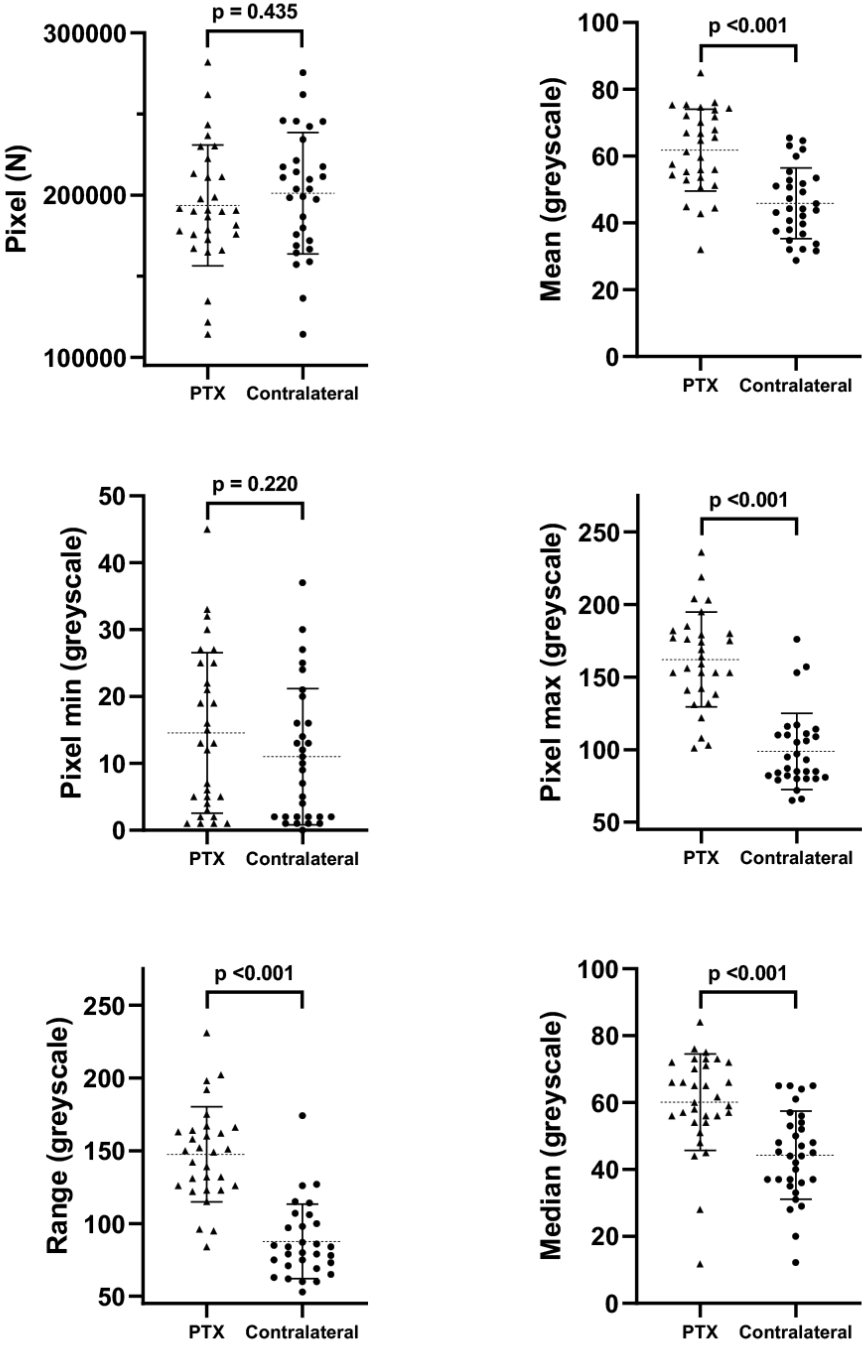 p = 0.435
Pixel (N)
300000
200000
100000
PTX Contralateral
p <0.001
Mean (greyscale)
100
80
60
40
20
0
PTX Contralateral
p = 0.220
Pixel min (greyscale)
50
40
30
20
10
0
PTX Contralateral
p <0.001
Pixel max (greyscale)
250
200
150
100
50
PTX Contralateral
p <0.001
Range (greyscale)
250
200
150
100
50
PTX Contralateral
p <0.001
Median (greyscale)
100
80
60
40
20
0
PTX Contralateral